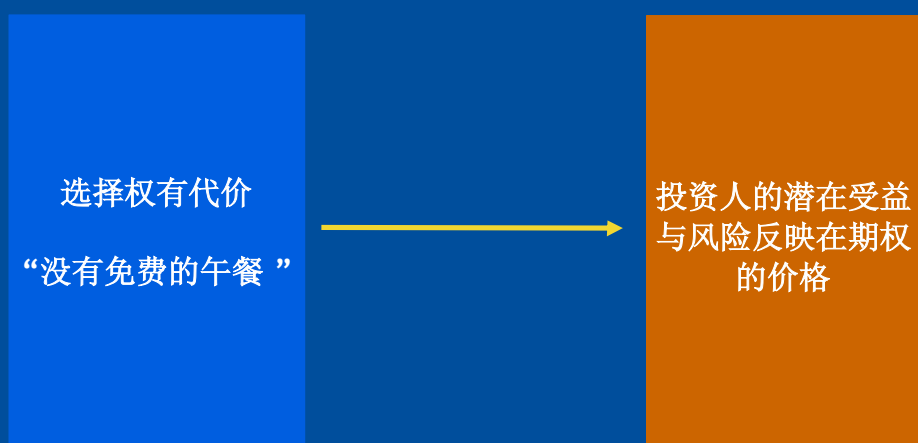 选择权有代价
“没有免费的午餐 ”
投资人的潜在受益
与风险反映在期权
的价格